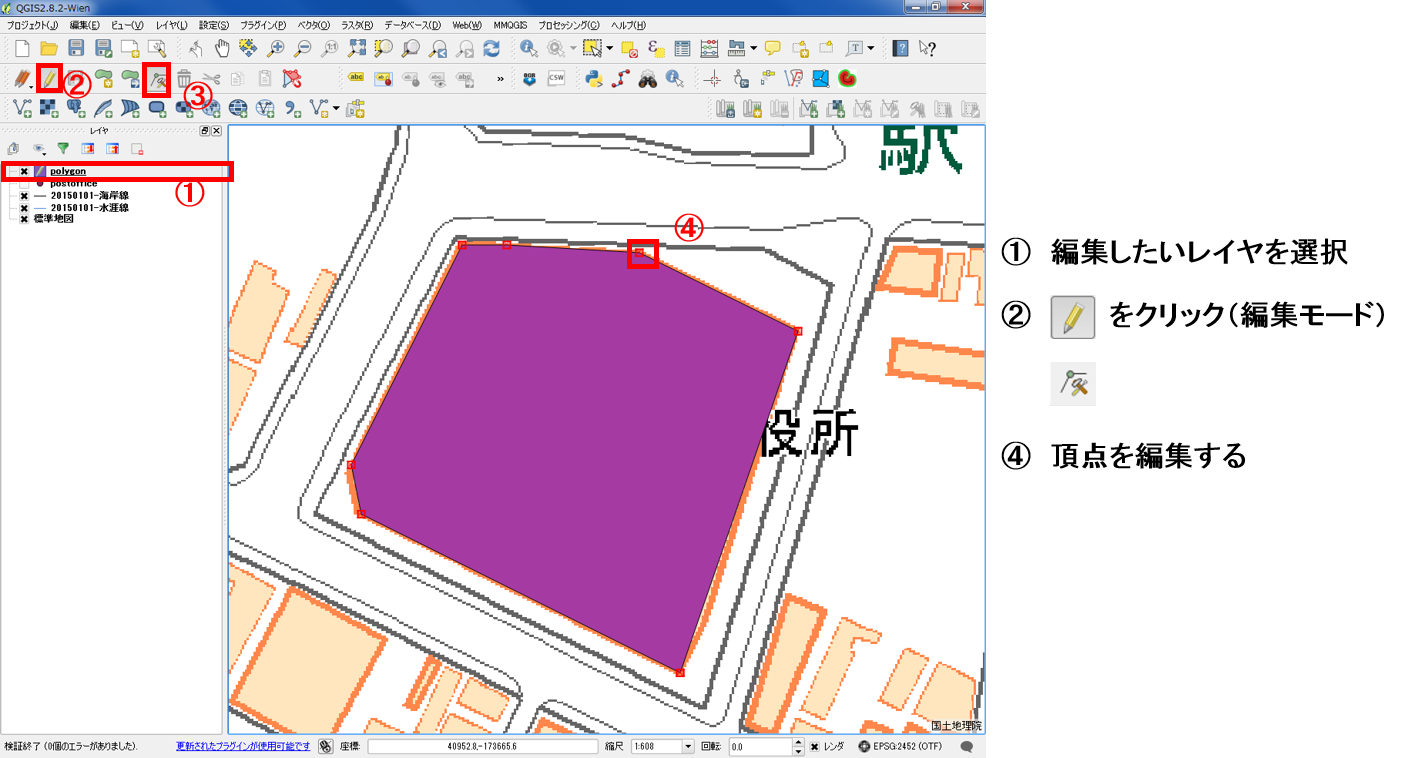 QGIS2.8.2-Wien
プロジェクト(J) 編集(E) ビュー(V) レイヤ(L) 設定(S) プラグイン(P) ベクタ(O) ラスタ(R) データベース(D) Web(W) MMQGIS プロセッシング(C) ヘルプ(H)
②
③
レイヤ
polygon
①
postoffice
20150101-海岸線
20150101-水涯線
標準地図
駅
④
役所
国土地理院
検証終了 (0個のエラーがありました). 更新されたプラグインが使用可能です 座標: 40952.8,-173665.6 縮尺 1:608 回転: 0.0 レンダ EPSG:2452 (OTF)
① 編集したいレイヤを選択
② をクリック（編集モード）
④ 頂点を編集する